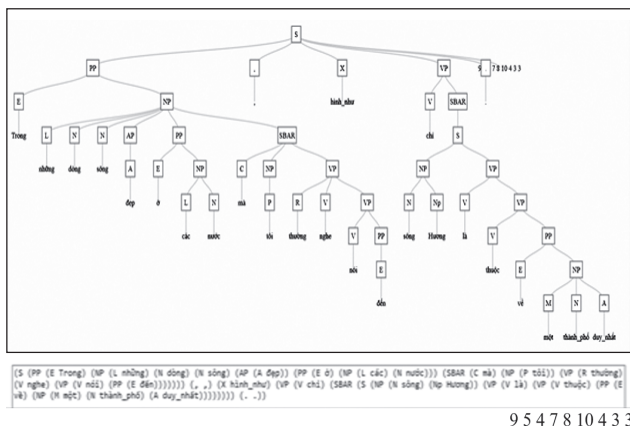 S
PP , X VP 9 . 7 8 10 4 3 3
E NP , hình_như V SBAR .
Trong L N N AP PP SBAR chỉ S
những dòng sông A E NP C NP VP NP VP
đẹp ở L N mà P R V VP N Np V VP
các nước tôi thường nghe V PP sông Hương là V PP
nói E thuộc E NP
đến về M N A
một thành_phố duy_nhất
(S (PP (E Trong) (NP (L những) (N dòng) (N sông) (AP (A đẹp)) (PP (E ở) (NP (L các) (N nước))) (SBAR (C mà) (NP (P tôi)) (VP (R thường)
(V nghe) (VP (V nói) (PP (E đến))))))) (, ,) (X hình_như) (VP (V chỉ) (SBAR (S (NP (N sông) (Np Hương)) (VP (V là) (VP (V thuộc) (PP (E
về) (NP (M một) (N thành_phố) (A duy_nhất)))))))) (. .))
9 5 4 7 8 10 4 3 3